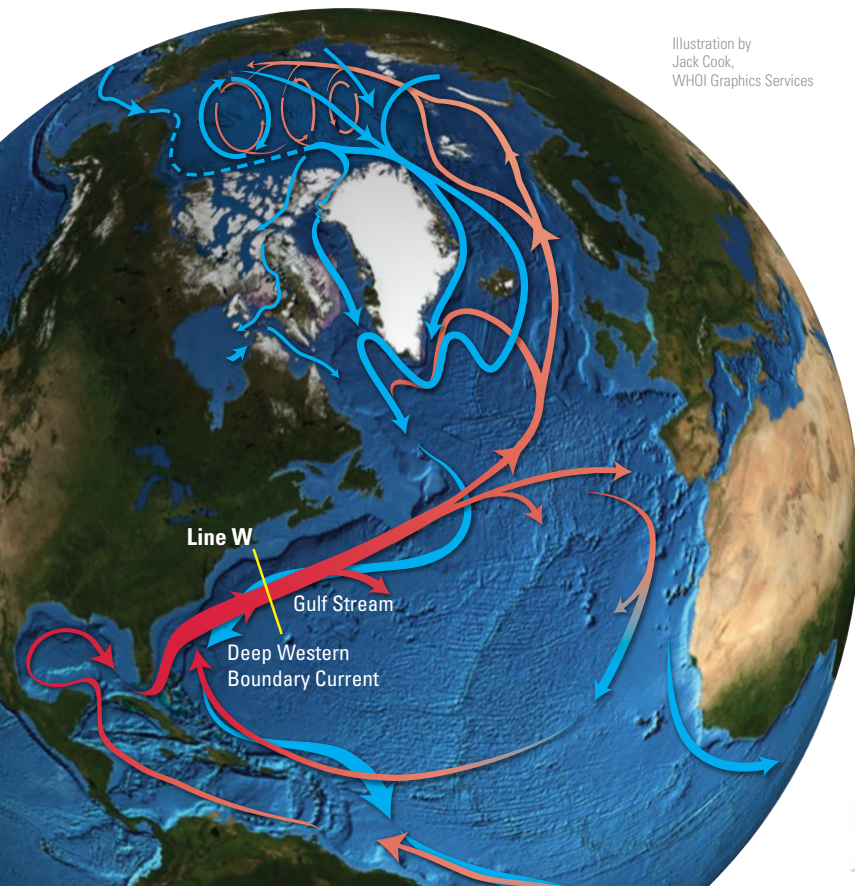 Illustration by
Jack Cook,
WHOI Graphics Services
Line W
Gulf Stream
Deep Western
Boundary Current